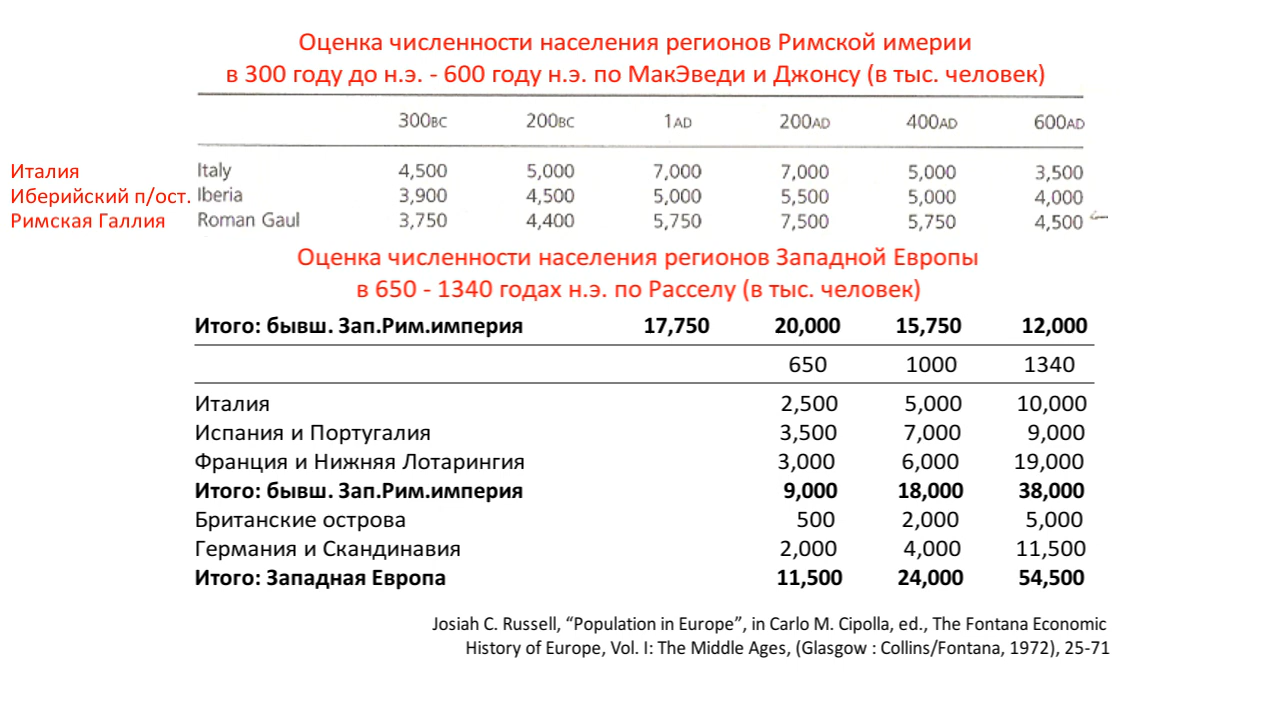 Оценка численности населения регионов Римской имерии
в 300 году до н.э. - 600 году н.э. по МакЭведи и Джонсу (в тыс. человек)
300BC 200BC 1AD 200AD 400AD 600AD
Италия Italy 4,500 5,000 7,000 7,000 5,000 3,500
Иберийский п/ост. Iberia 3,900 4,500 5,000 5,500 5,000 4,000
Римская Галлия Roman Gaul 3,750 4,400 5,750 7,500 5,750 4,500
Оценка численности населения регионов Западной Европы
в 650 - 1340 годах н.э. по Расселу (в тыс. человек)
Итого: бывш. Зап.Рим.империя 17,750 20,000 15,750 12,000
650 1000 1340
Италия 2,500 5,000 10,000
Испания и Португалия 3,500 7,000 9,000
Франция и Нижняя Лотарингия 3,000 6,000 19,000
Итого: бывш. Зап.Рим.империя 9,000 18,000 38,000
Британские острова 500 2,000 5,000
Германия и Скандинавия 2,000 4,000 11,500
Итого: Западная Европа 11,500 24,000 54,500
Josiah C. Russell, “Population in Europe”, in Carlo M. Cipolla, ed., The Fontana Economic
History of Europe, Vol. I: The Middle Ages, (Glasgow : Collins/Fontana, 1972), 25-71